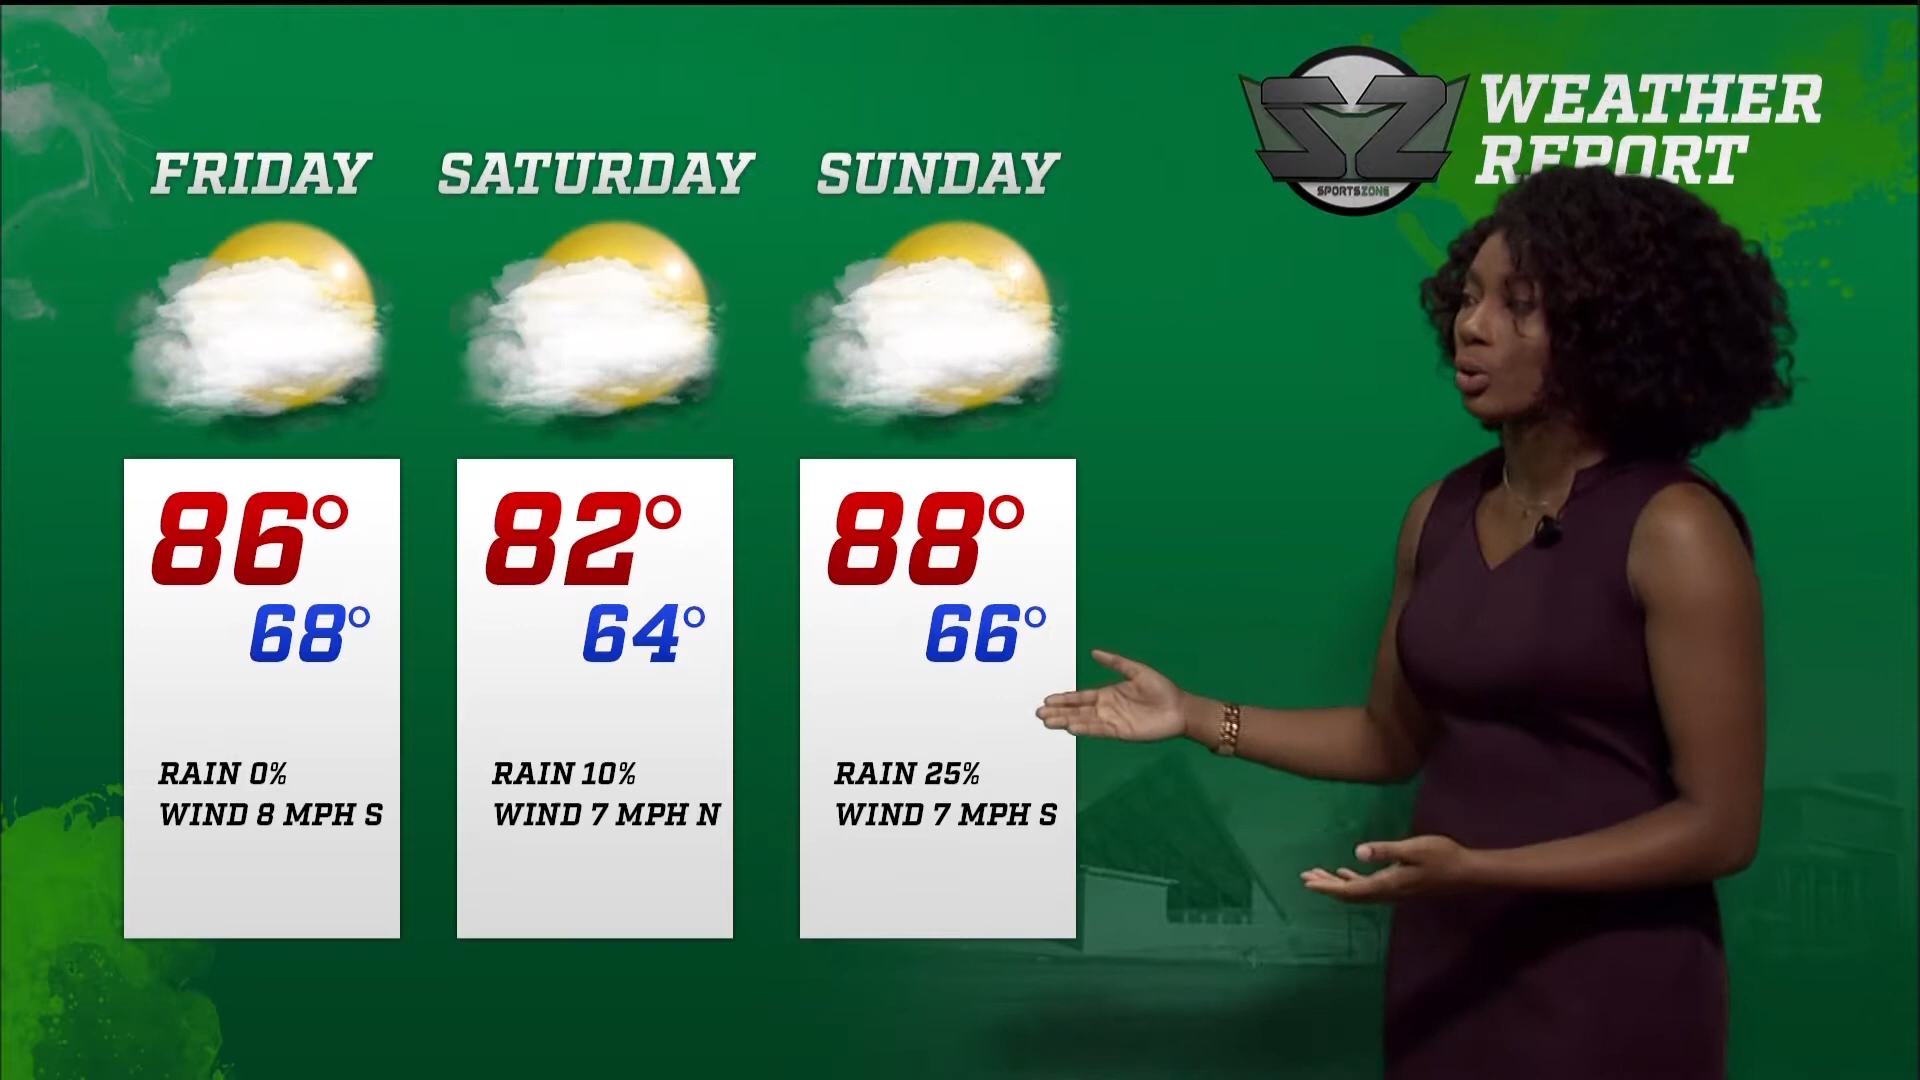 WEATHER
REPORT
SPORTSZONE
FRIDAY
86°
68°
RAIN 0%
WIND 8 MPH S
SATURDAY
82°
64°
RAIN 10%
WIND 7 MPH N
SUNDAY
88°
66°
RAIN 25%
WIND 7 MPH S